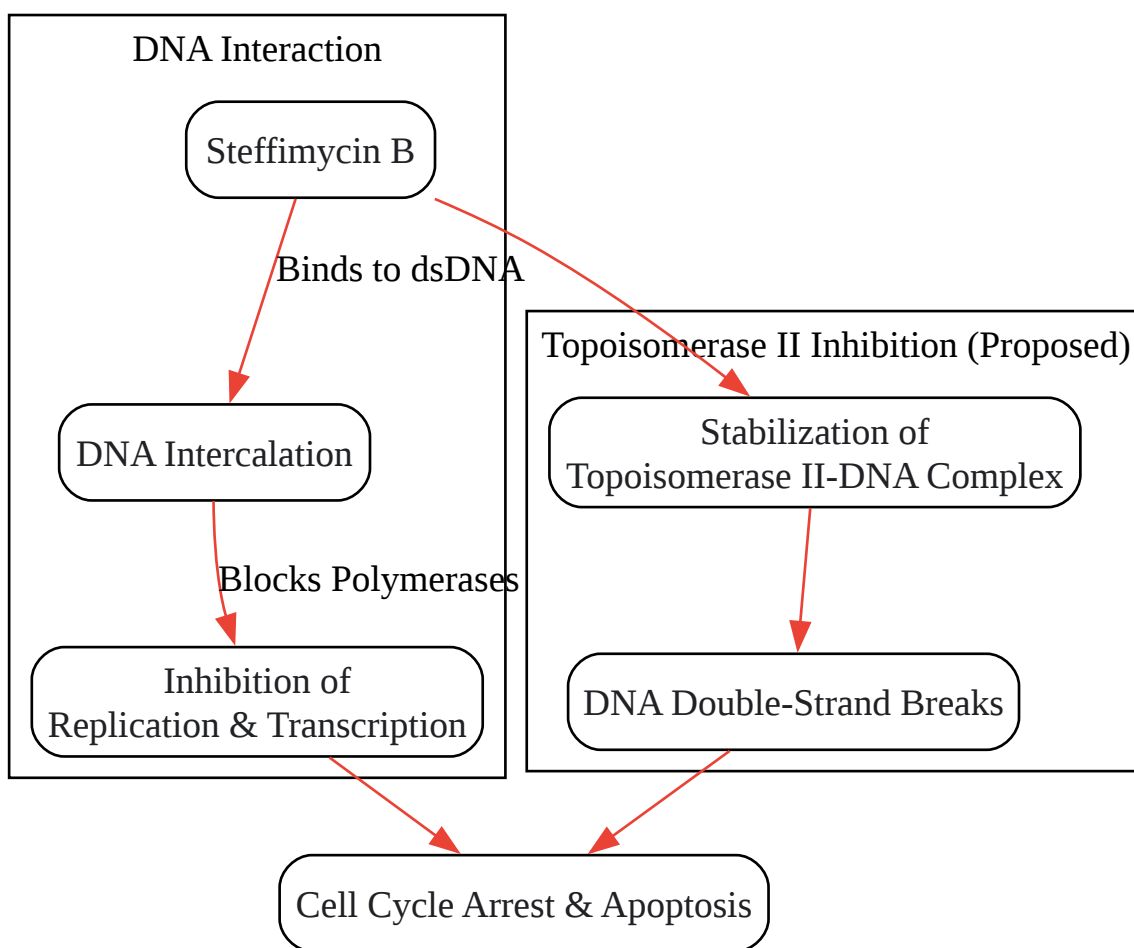 DNA Interaction
Steffimycin B
Binds to dsDNA
Topoisomerase II Inhibition (Proposed)
Stabilization of
Topoisomerase II-DNA Complex
DNA Intercalation
Blocks Polymerases
Inhibition of
Replication & Transcription
DNA Double-Strand Breaks
Cell Cycle Arrest & Apoptosis